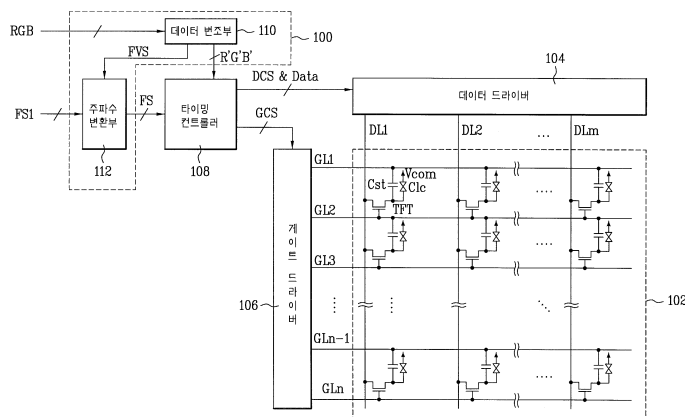 RGB
데이터 변조부
110
100
FVS
R'G'B'
104
DCS & Data
데이터 드라이버
FS1
주파수
변환부
FS
타이밍
컨트롤러
GCS
112
108
DL1
DL2
...
DLm
GL1
Vcom
Cst
Clc
....
TFT
GL2
....
GL3
게이트 드라이버
106
102
GLn-1
....
GLn